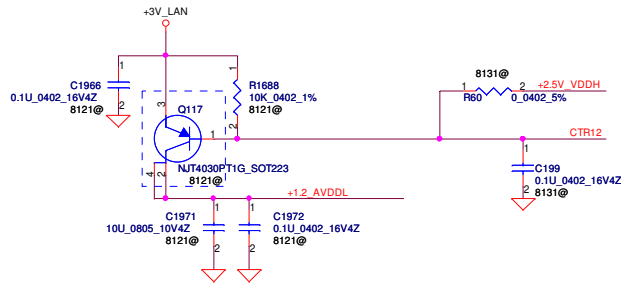 +3V_LAN
1
C1966
0.1U_0402_16V4Z
8121@
2
3
Q117
1
NJT4030PT1G_SOT223
8121@
4
2
1
R1688
10K_0402_1%
8121@
2
8131@
1
2
+2.5V_VDDH
R60
0_0402_5%
CTR12
1
C199
0.1U_0402_16V4Z
8131@
2
+1.2_AVDDL
1
C1971
10U_0805_10V4Z
8121@
2
1
C1972
0.1U_0402_16V4Z
8121@
2